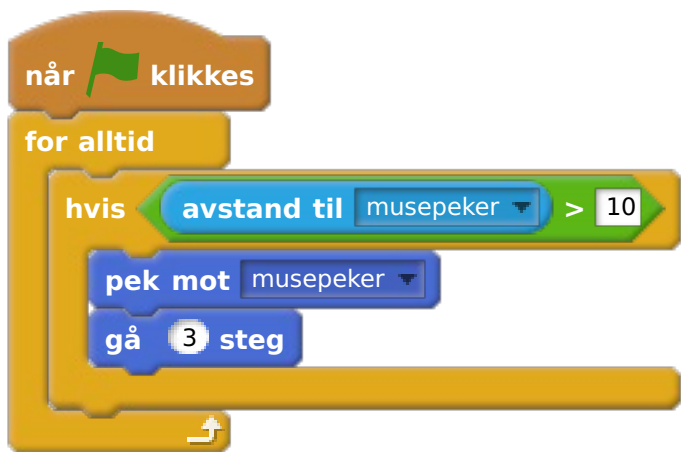 når klikkes
for alltid
hvis avstand til musepeker > 10
pek mot musepeker
gå 3 steg